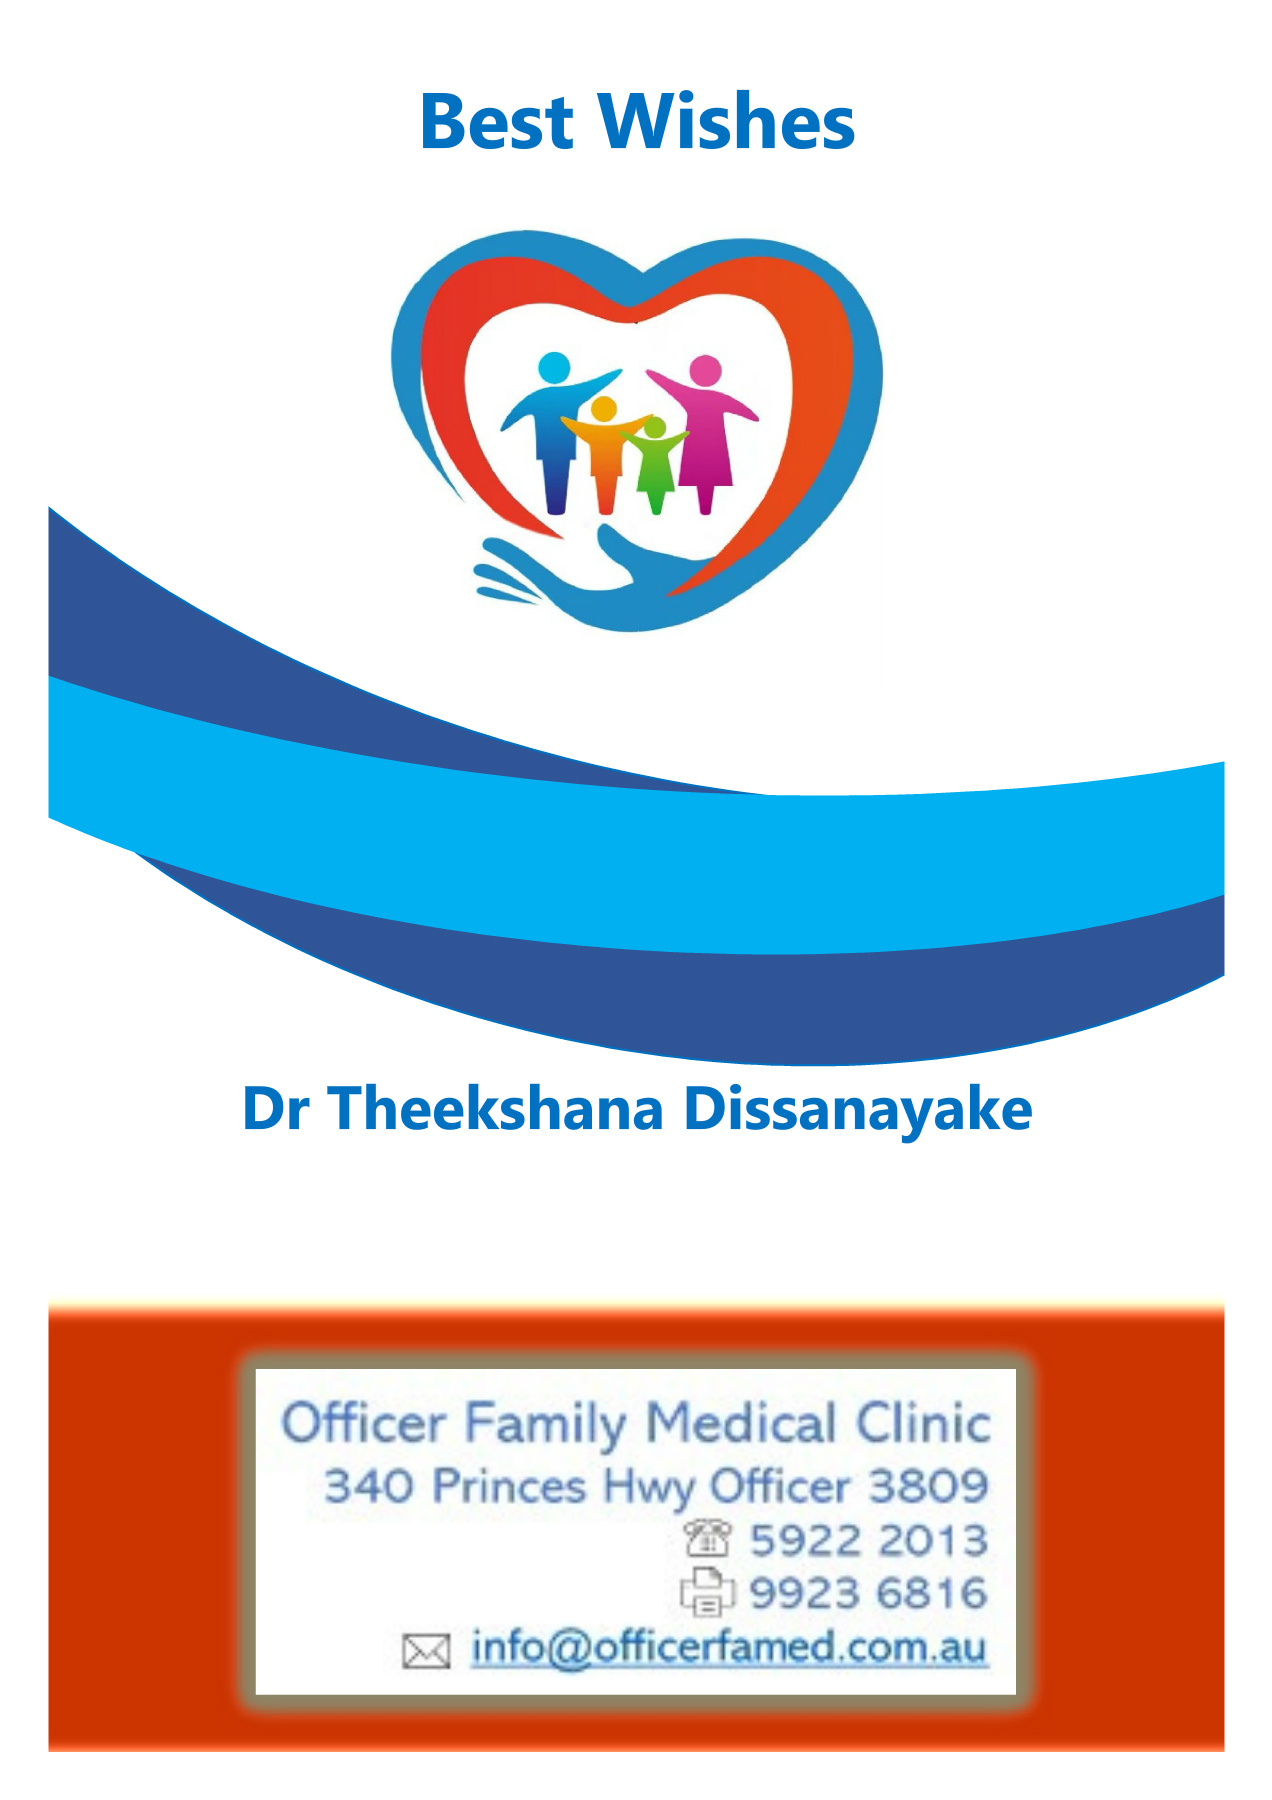 Best Wishes
Dr Theekshana Dissanayake
Officer Family Medical Clinic
340 Princes Hwy Officer 3809
5922 2013
9923 6816
info@officerfamed.com.au